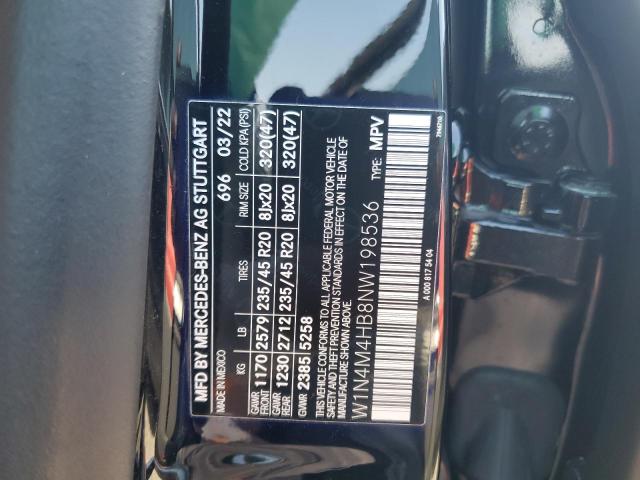 MFD BY MERCEDES-BENZ AG STUTTGART
MADE IN MEXICO 696 03/22
KG LB TIRES RIM SIZE COLD KPA (PSI)
GAWR FRONT 1170 2579 235/45 R20 8Jx20 320(47)
GAWR REAR 1230 2712 235/45 R20 8Jx20 320(47)
GVWR 2385 5258
THIS VEHICLE CONFORMS TO ALL APPLICABLE FEDERAL MOTOR VEHICLE
SAFETY AND THEFT PREVENTION STANDARDS IN EFFECT ON THE DATE OF
MANUFACTURE SHOWN ABOVE
W1N4M4HB8NW198536 TYPE: MPV
A 000 817 54 04